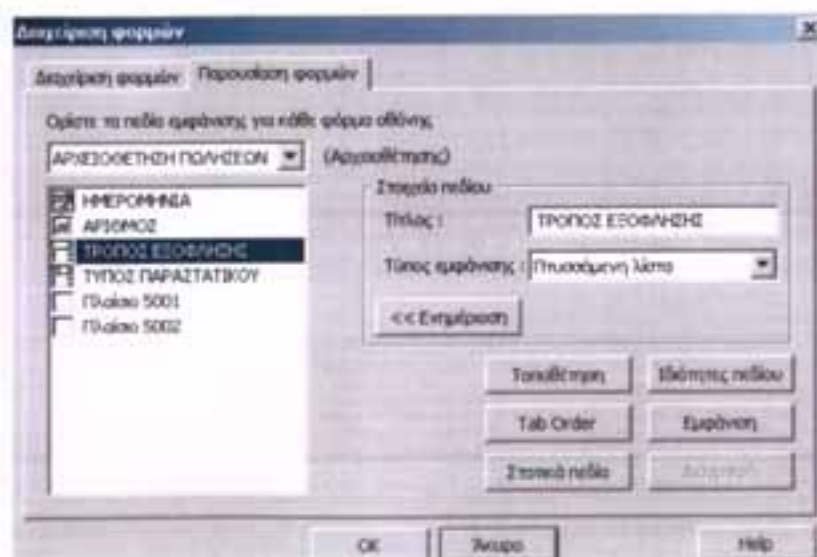 Διαχείριση φορμών
Διαχείριση φορμών Παρουσίαση φορμών
Ορίστε τα πεδία εμφάνισης για κάθε φόρμα οθόνης
ΑΡΧΕΙΟΘΕΤΗΣΗ ΠΩΛΗΣΕΩΝ (Αρχειοθέτησης)
ΗΜΕΡΟΜΗΝΙΑ
ΑΡΙΘΜΟΣ
ΤΡΟΠΟΣ ΕΞΟΦΛΗΣΗΣ
ΤΥΠΟΣ ΠΑΡΑΣΤΑΤΙΚΟΥ
Πλαίσιο 5001
Πλαίσιο 5002
Στοιχεία πεδίου
Τίτλος : ΤΡΟΠΟΣ ΕΞΟΦΛΗΣΗΣ
Τύπος εμφάνισης : Πτυσσόμενη λίστα
<< Ενημέρωση
Τοποθέτηση Ιδιότητες πεδίου
Tab Order Εμφάνιση
Στατικά πεδία
OK Άκυρο Help